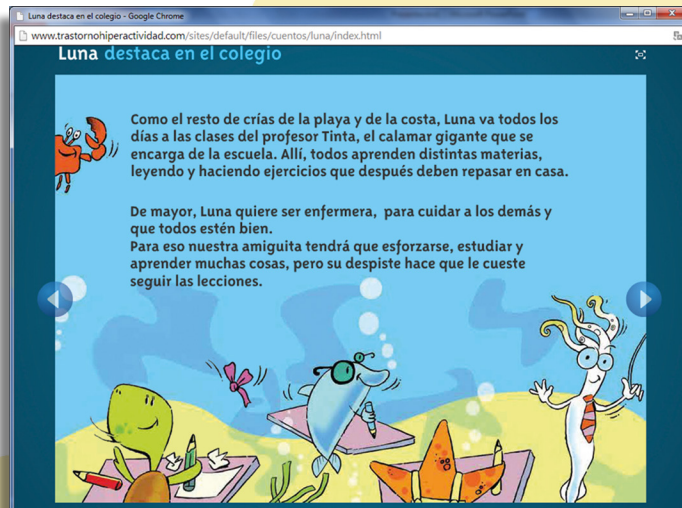 Luna destaca en el colegio - Google Chrome
www.trastornohiperactividad.com/sites/default/files/cuentos/luna/index.html
Luna destaca en el colegio
Como el resto de crías de la playa y de la costa, Luna va todos los
días a las clases del profesor Tinta, el calamar gigante que se
encarga de la escuela. Allí, todos aprenden distintas materias,
leyendo y haciendo ejercicios que después deben repasar en casa.
De mayor, Luna quiere ser enfermera, para cuidar a los demás y
que todos estén bien.
Para eso nuestra amiguita tendrá que esforzarse, estudiar y
aprender muchas cosas, pero su despiste hace que le cueste
seguir las lecciones.